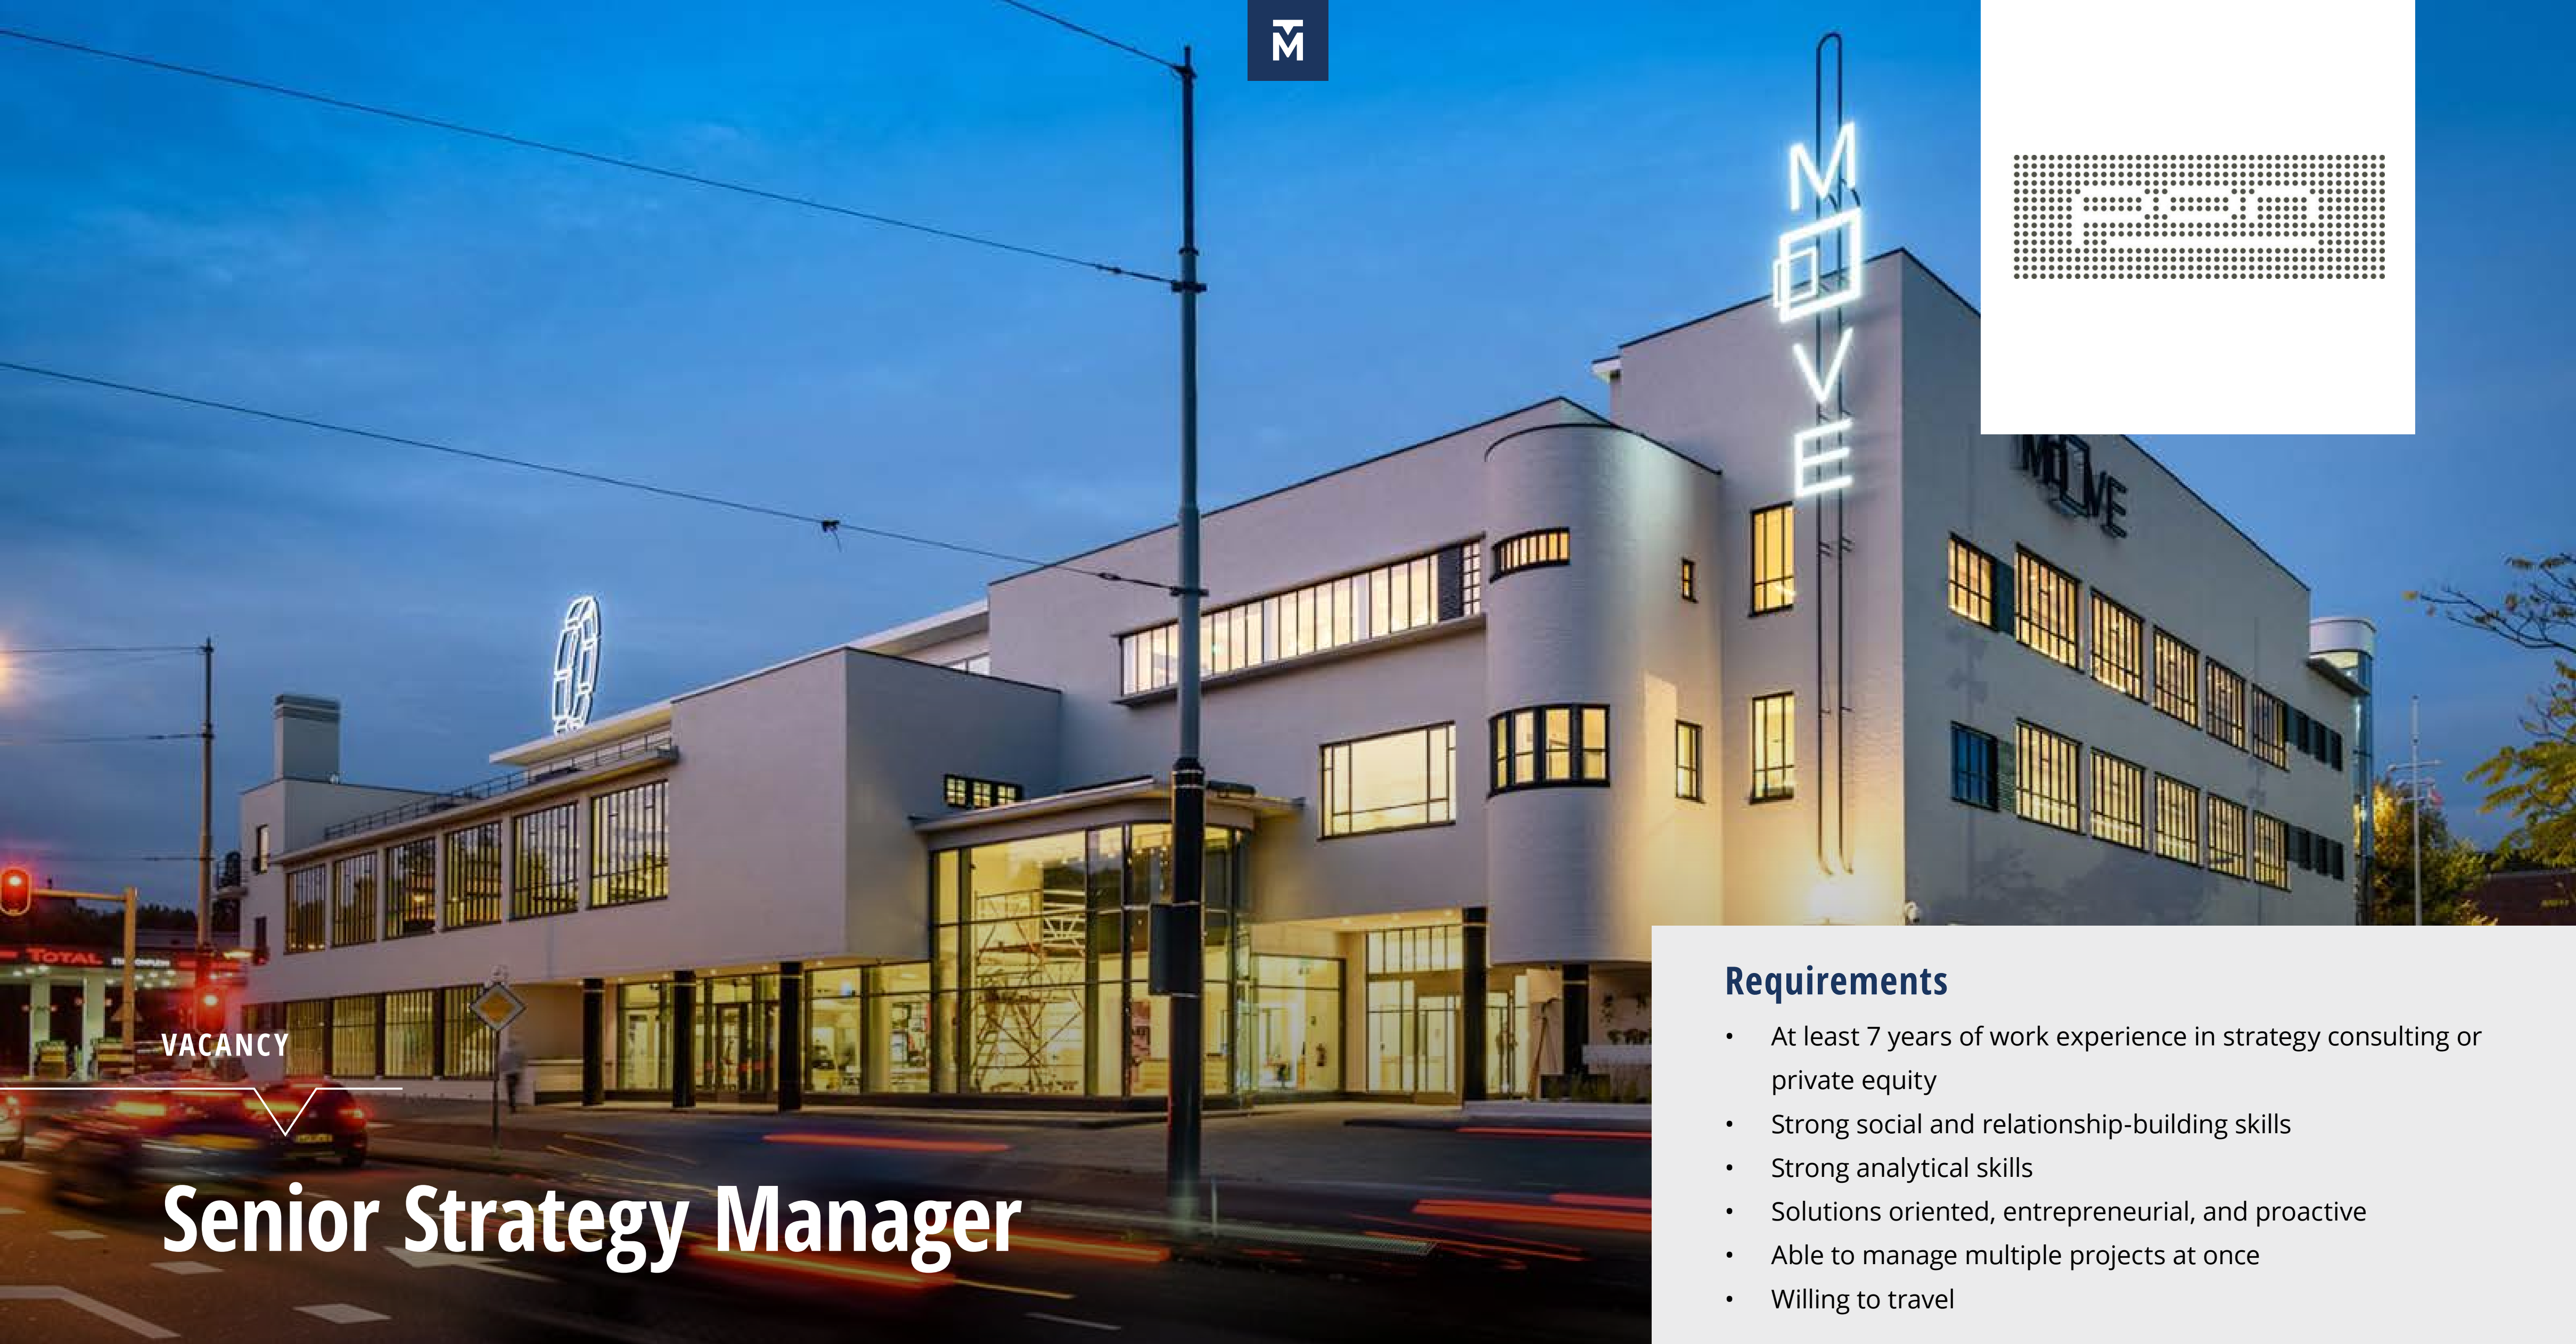 MOVE
PON
MOVE
TOTAL
VACANCY
Senior Strategy Manager
Requirements
• At least 7 years of work experience in strategy consulting or
private equity
• Strong social and relationship-building skills
• Strong analytical skills
• Solutions oriented, entrepreneurial, and proactive
• Able to manage multiple projects at once
• Willing to travel